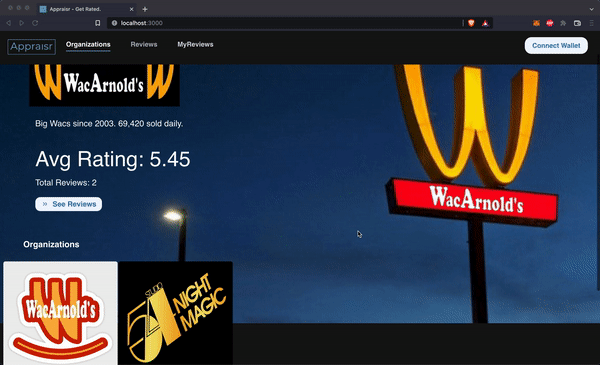 Appraisr - Get Rated.
localhost:3000
Appraisr
Organizations
Reviews
MyReviews
Connect Wallet
WacArnold's
Big Wacs since 2003. 69,420 sold daily.
Avg Rating: 5.45
Total Reviews: 2
» See Reviews
WacArnold's
Organizations
WacArnold's
STUDIO
54
NIGHT
MAGIC